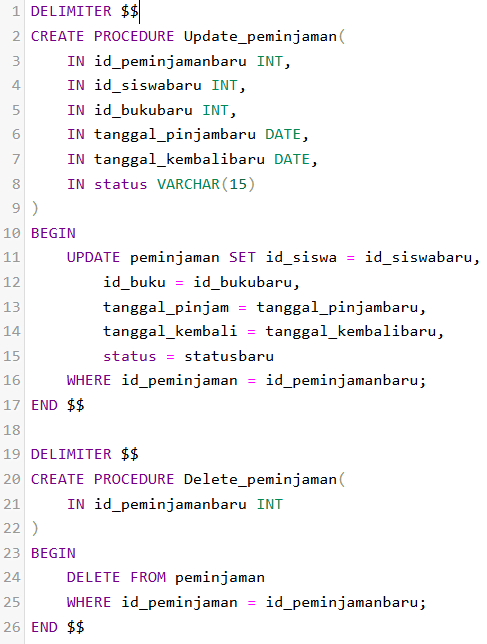 1 DELIMITER $$
2 CREATE PROCEDURE Update_peminjaman(
3 IN id_peminjamanbaru INT,
4 IN id_siswabaru INT,
5 IN id_bukubaru INT,
6 IN tanggal_pinjambaru DATE,
7 IN tanggal_kembalibaru DATE,
8 IN status VARCHAR(15)
9 )
10 BEGIN
11 UPDATE peminjaman SET id_siswa = id_siswabaru,
12 id_buku = id_bukubaru,
13 tanggal_pinjam = tanggal_pinjambaru,
14 tanggal_kembali = tanggal_kembalibaru,
15 status = statusbaru
16 WHERE id_peminjaman = id_peminjamanbaru;
17 END $$
18
19 DELIMITER $$
20 CREATE PROCEDURE Delete_peminjaman(
21 IN id_peminjamanbaru INT
22 )
23 BEGIN
24 DELETE FROM peminjaman
25 WHERE id_peminjaman = id_peminjamanbaru;
26 END $$